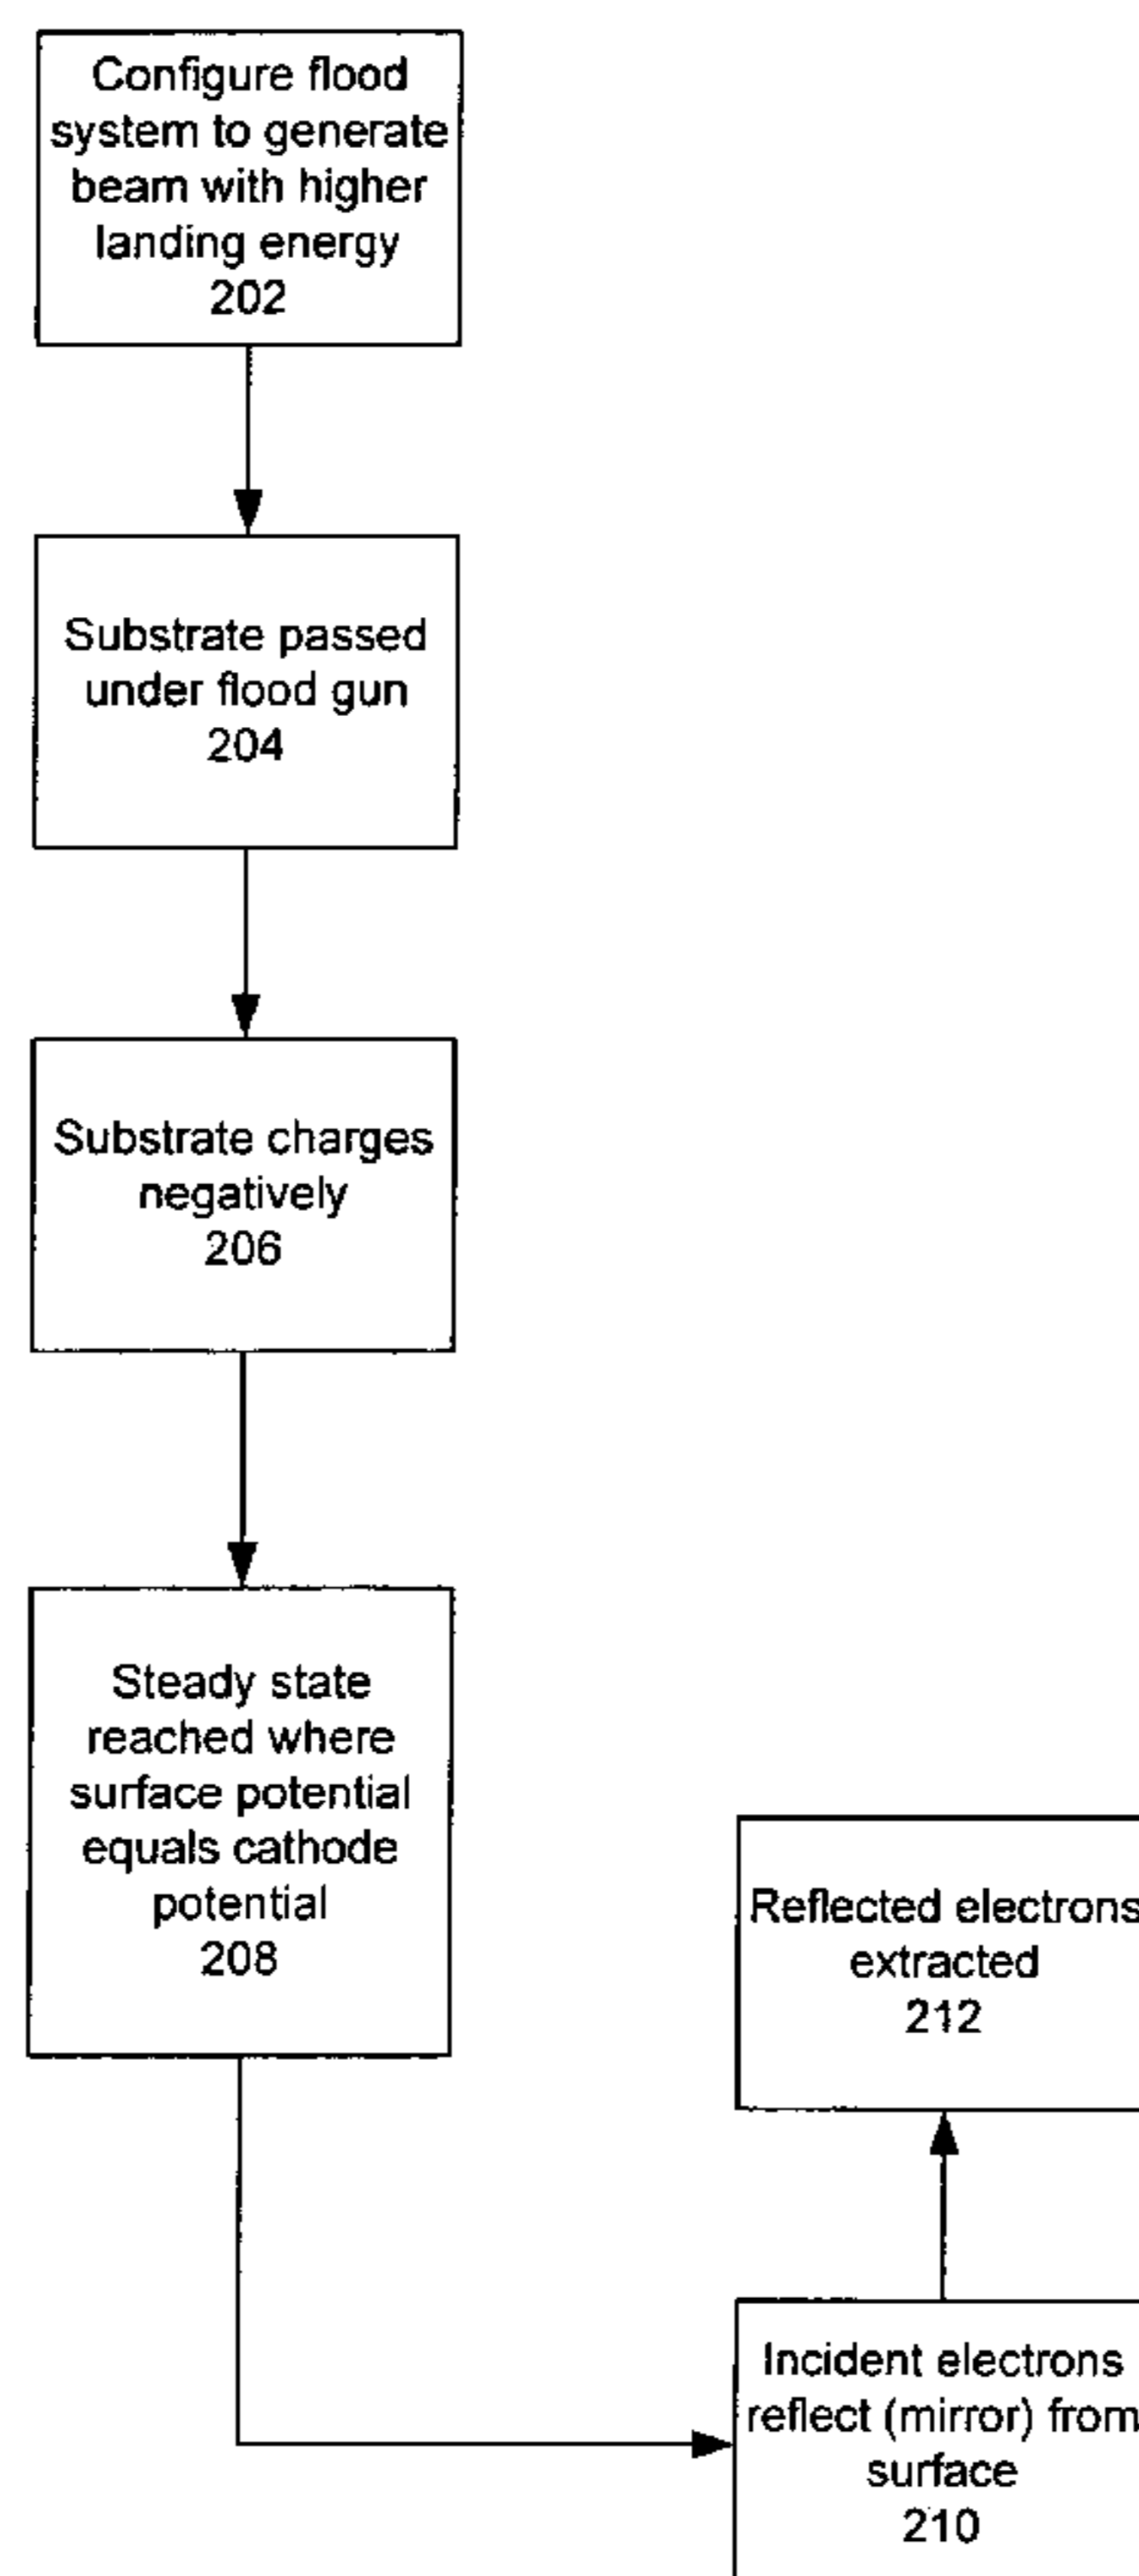 Configure flood
system to generate
beam with higher
landing energy
202
Substrate passed
under flood gun
204
Substrate charges
negatively
206
Steady state
reached where
surface potential
equals cathode
potential
208
Reflected electrons
extracted
212
Incident electrons
reflect (mirror) from
surface
210